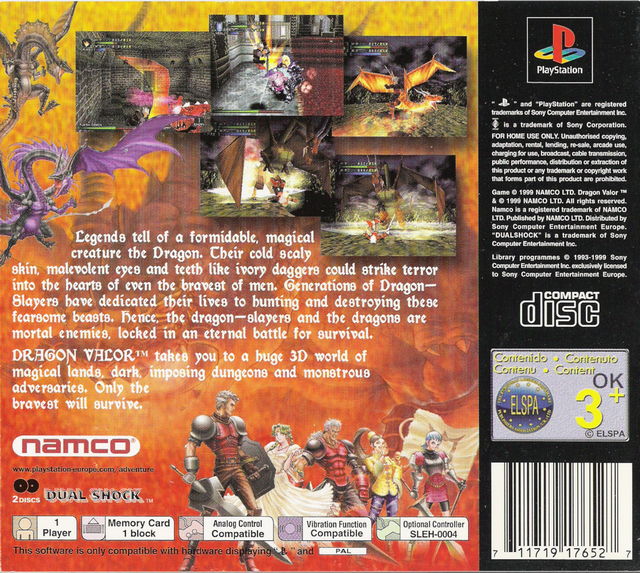 Legends tell of a formidable, magical
creature the Dragon. Their cold scaly
skin, malevolent eyes and teeth like ivory daggers could strike terror
into the hearts of even the bravest of men. Generations of Dragon-
Slayers have dedicated their lives to hunting and destroying these
fearsome beasts. Hence, the dragon-slayers and the dragons are
mortal enemies, locked in an eternal battle for survival.
DRAGON VALOR™ takes you to a huge 3D world of
magical lands, dark, imposing dungeons and monstrous
adversaries. Only the
bravest will survive.
namco®
www.playstation-europe.com/adventure
2 DISCS
DUAL SHOCK™
1
Player
Memory Card
1 block
Analog Control
Compatible
Vibration Function
Compatible
Optional Controller
SLEH-0004
This software is only compatible with hardware displaying " " and PAL
PlayStation
" " and "PlayStation" are registered
trademarks of Sony Computer Entertainment Inc.
is a trademark of Sony Corporation.
FOR HOME USE ONLY. Unauthorised copying,
adaptation, rental, lending, re-sale, arcade use,
charging for use, broadcast, cable transmission,
public performance, distribution or extraction of
this product or any trademark or copyright work
that forms part of this product are prohibited.
Game © 1999 NAMCO LTD. Dragon Valor ™
& © 1999 NAMCO LTD. All rights reserved.
Namco is a registered trademark of NAMCO
LTD. Published by NAMCO LTD. Distributed by
Sony Computer Entertainment Europe.
"DUALSHOCK" is a trademark of Sony
Computer Entertainment Inc.
Library programmes © 1993-1999 Sony
Computer Entertainment Inc. exclusively licensed
to Sony Computer Entertainment Europe.
COMPACT
disc
Contenido • Contenuto
Contenu • Content
ELSPA
OK
3+
© ELSPA
7 11719 17652 7